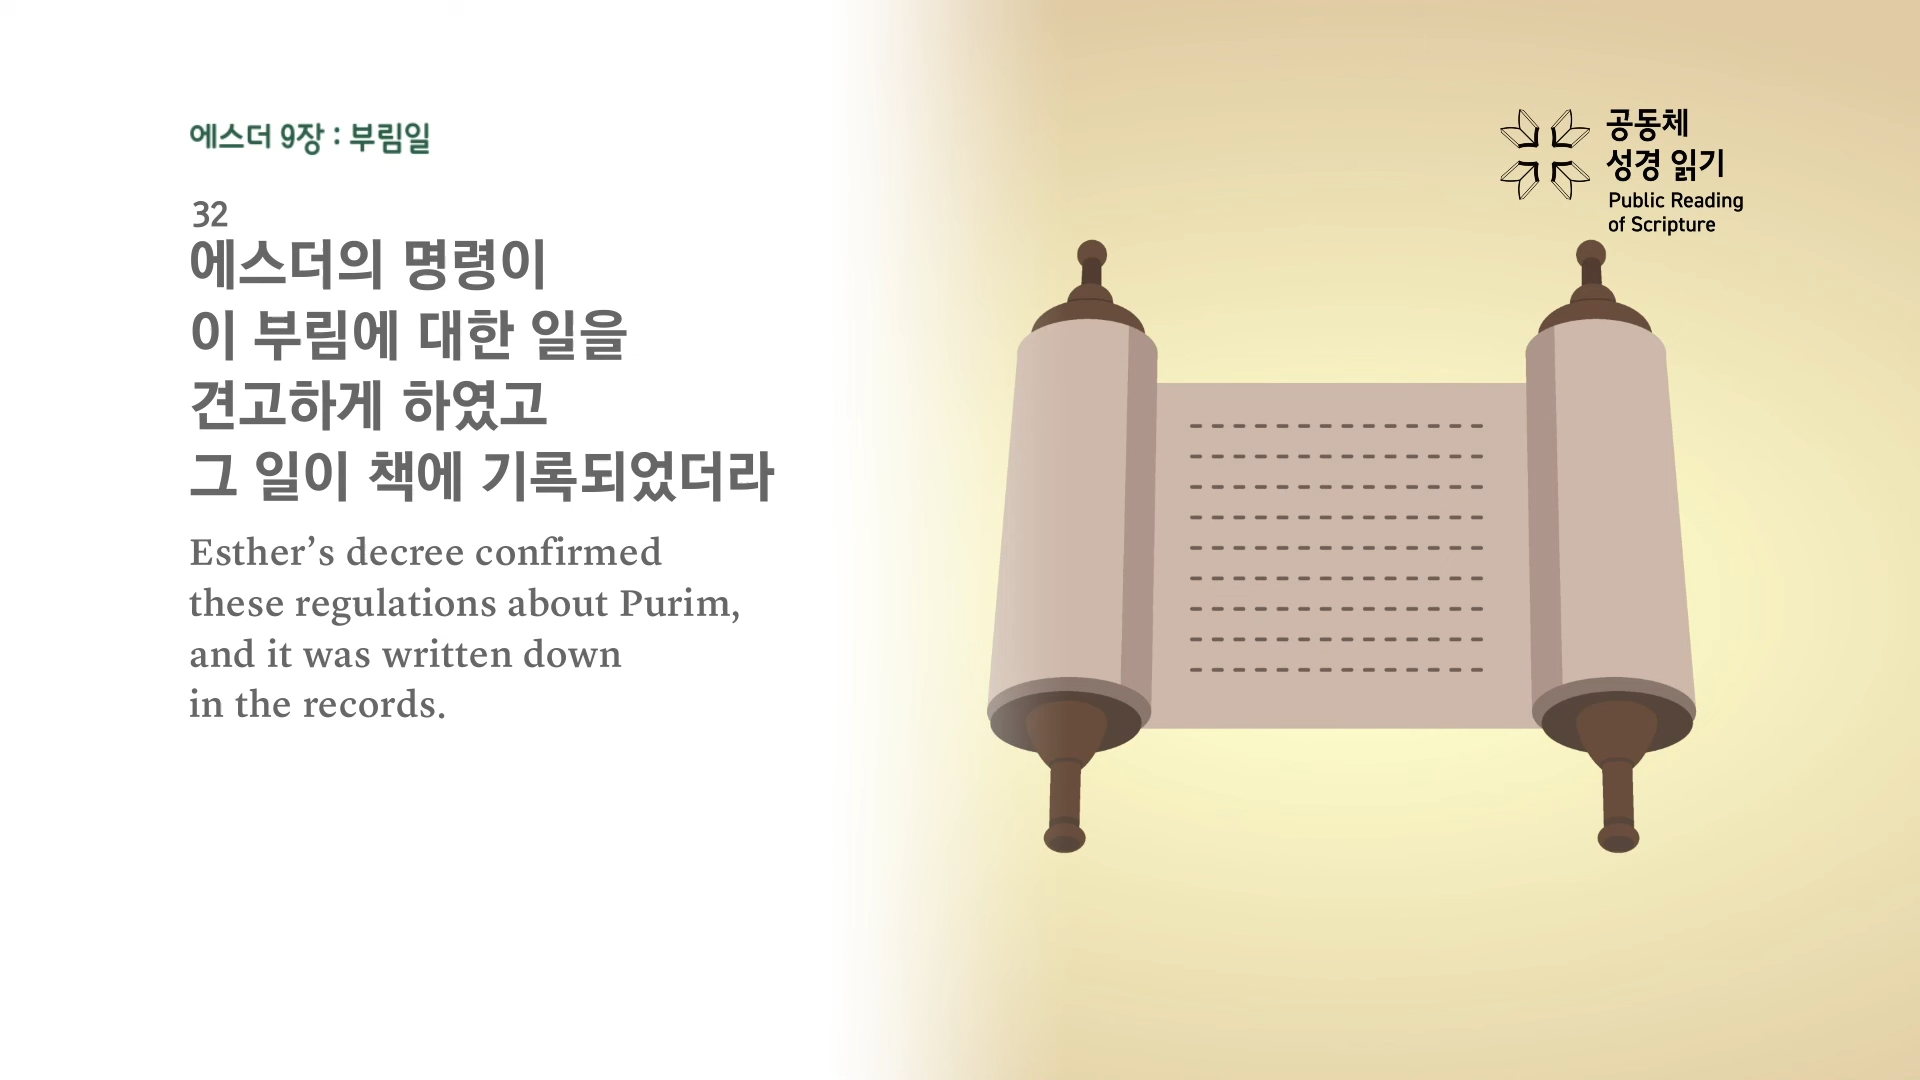 에스더 9장 : 부림일
32
에스더의 명령이
이 부림에 대한 일을
견고하게 하였고
그 일이 책에 기록되었더라
Esther’s decree confirmed
these regulations about Purim,
and it was written down
in the records.
공동체
성경 읽기
Public Reading
of Scripture